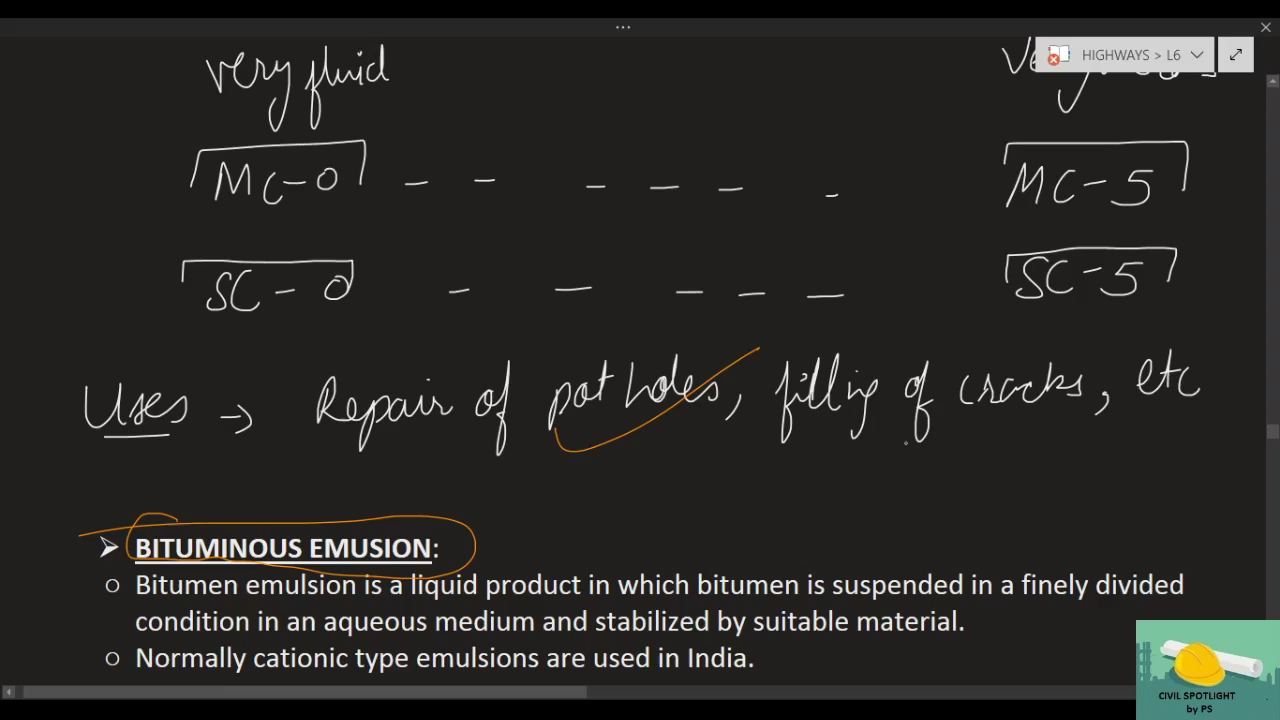 HIGHWAYS > L6
very fluid
MC-0 - - - - - - MC-5
SC-0 - - - - - SC-5
Uses → Repair of pot holes, filling of cracks, etc
➤ BITUMINOUS EMUSION:
o Bitumen emulsion is a liquid product in which bitumen is suspended in a finely divided
condition in an aqueous medium and stabilized by suitable material.
o Normally cationic type emulsions are used in India.
CIVIL SPOTLIGHT
by PS